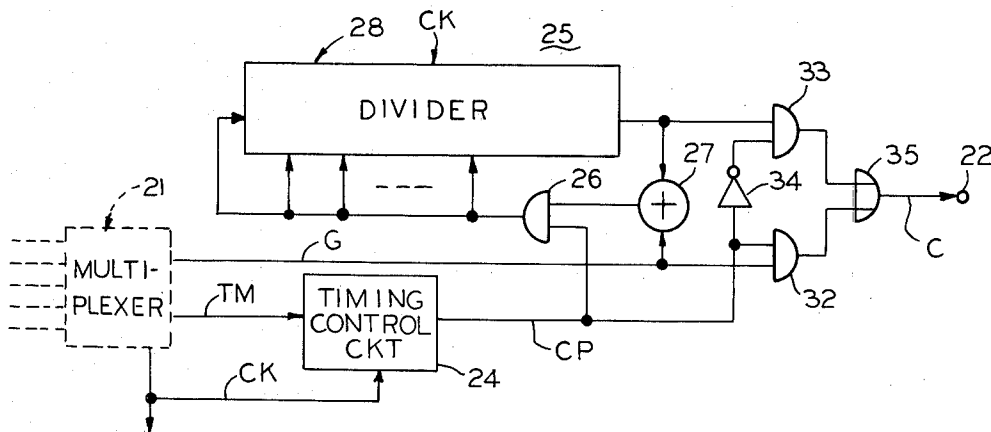 28
CK
25
DIVIDER
33
27
26
34
35
22
21
C
G
MULTI-
PLEXER
TM
TIMING
CONTROL
CKT
32
CP
24
CK